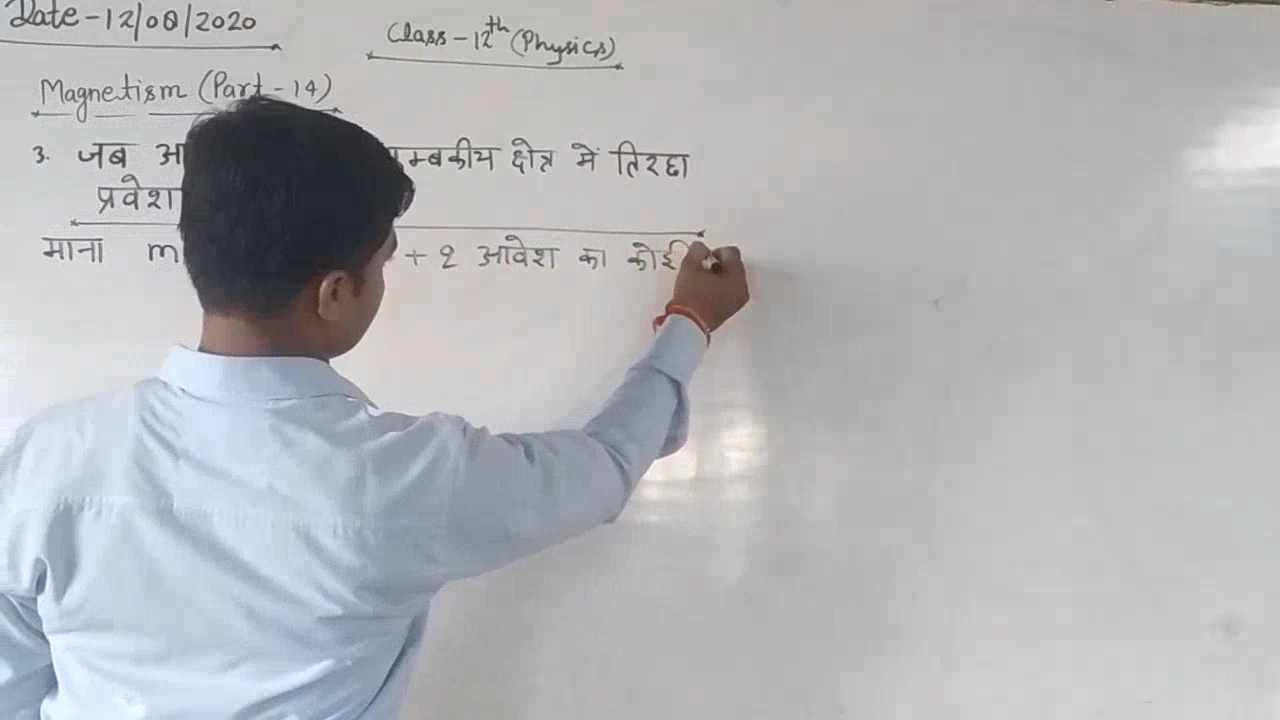 Date - 12/08/2020
Class - 12th (Physics)
Magnetism (Part - 14)
3. जब म्बकीय क्षेत्र में तिरछा
प्रवेश
माना m + q आवेश का कोई